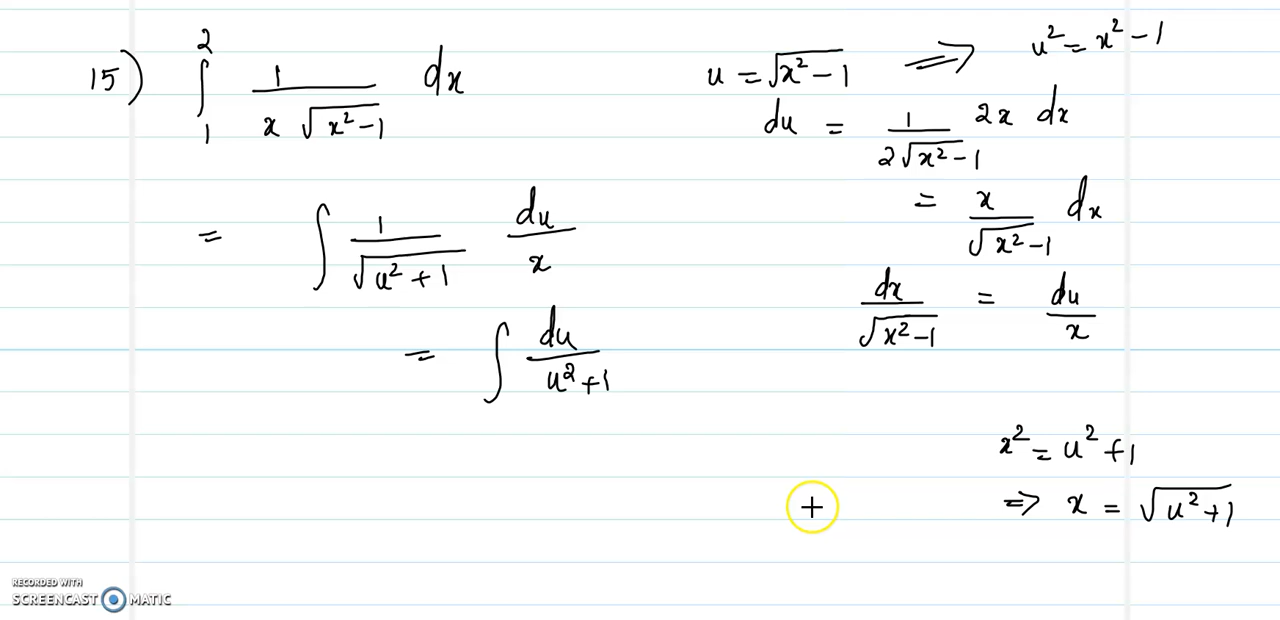 15) ∫₁² 1/(x √(x²-1)) dx
= ∫ 1/√(u²+1) du/x
= ∫ du/(u²+1)
u = √(x²-1) ⟹ u² = x²-1
du = 1/(2√(x²-1)) 2x dx
= x/√(x²-1) dx
dx/√(x²-1) = du/x
x² = u²+1
⟹ x = √(u²+1)
RECORDED WITH
SCREENCAST MATIC